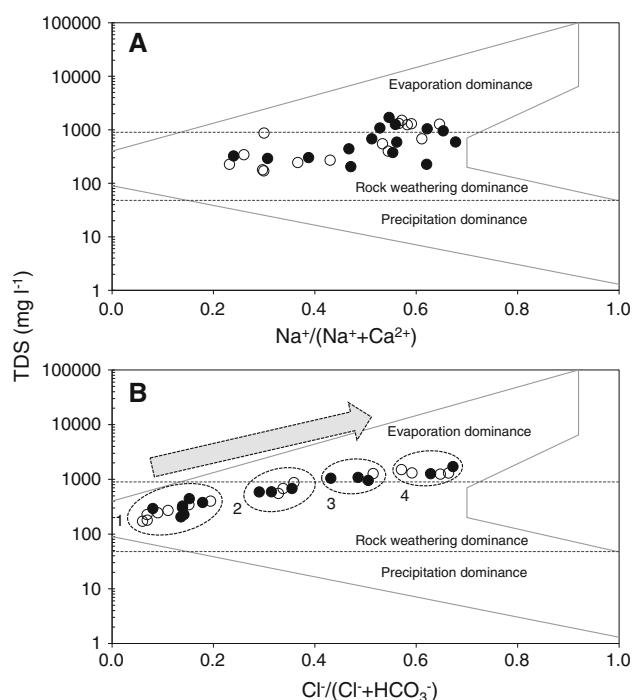 A
100000
10000
1000
100
10
1
Evaporation dominance
Rock weathering dominance
Precipitation dominance
0.0 0.2 0.4 0.6 0.8 1.0
Na⁺/(Na⁺+Ca²⁺)
TDS (mg l⁻¹)
B
100000
10000
1000
100
10
1
Evaporation dominance
1 2 3 4
Rock weathering dominance
Precipitation dominance
0.0 0.2 0.4 0.6 0.8 1.0
Cl⁻/(Cl⁻+HCO₃⁻)